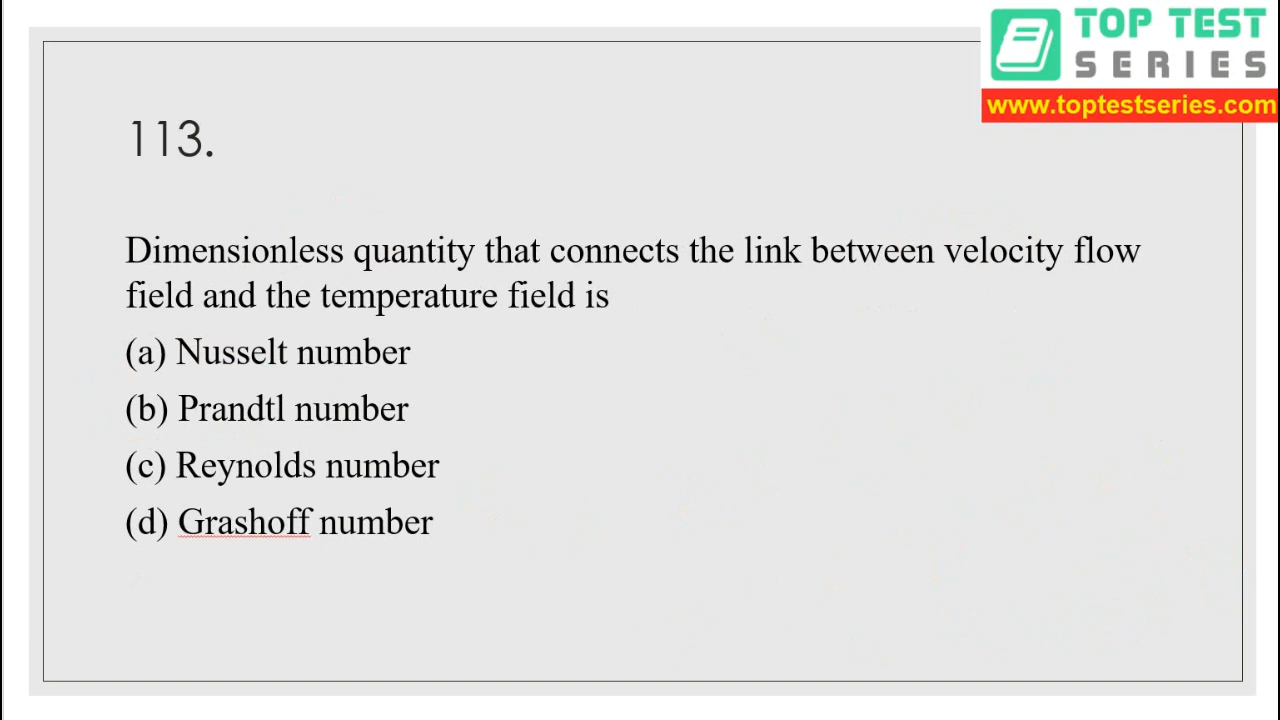 TOP TEST
SERIES
www.toptestseries.com
113.
Dimensionless quantity that connects the link between velocity flow
field and the temperature field is
(a) Nusselt number
(b) Prandtl number
(c) Reynolds number
(d) Grashoff number